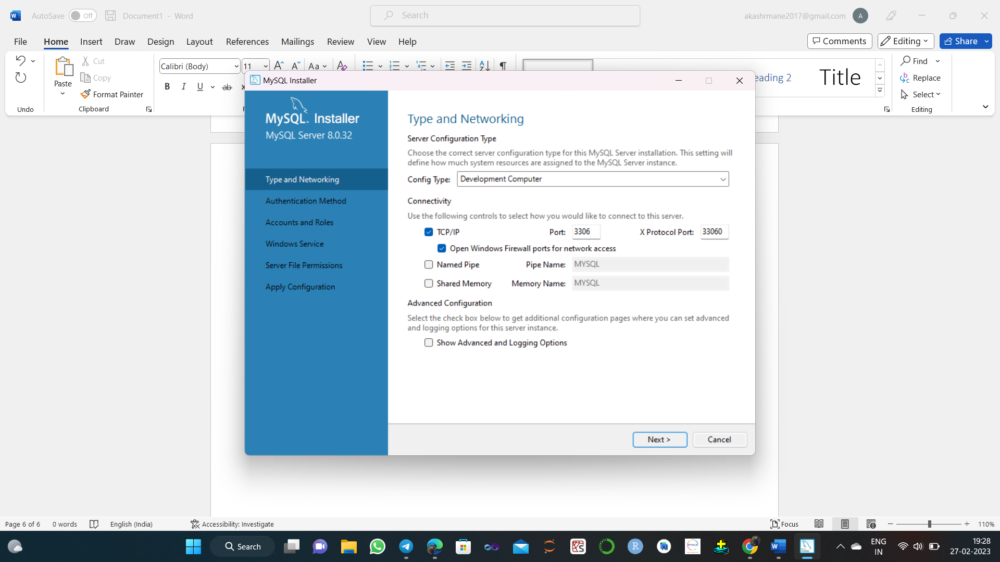 AutoSave Off Document1 - Word Search akashrmane2017@gmail.com A
File Home Insert Draw Design Layout References Mailings Review View Help Comments Editing Share
Paste Cut Copy Format Painter
Calibri (Body) 11 Aa
B I U ab
eading 2 Title
Find Replace Select
Undo Clipboard Editing
MySQL Installer
MySQL. Installer
MySQL Server 8.0.32
Type and Networking
Authentication Method
Accounts and Roles
Windows Service
Server File Permissions
Apply Configuration
Type and Networking
Server Configuration Type
Choose the correct server configuration type for this MySQL Server installation. This setting will
define how much system resources are assigned to the MySQL Server instance.
Config Type: Development Computer
Connectivity
Use the following controls to select how you would like to connect to this server.
TCP/IP Port: 3306 X Protocol Port: 33060
Open Windows Firewall ports for network access
Named Pipe Pipe Name: MYSQL
Shared Memory Memory Name: MYSQL
Advanced Configuration
Select the check box below to get additional configuration pages where you can set advanced
and logging options for this server instance.
Show Advanced and Logging Options
Next > Cancel
Page 6 of 6 0 words English (India) Accessibility: Investigate Focus 110%
Search ENG IN 19:28 27-02-2023